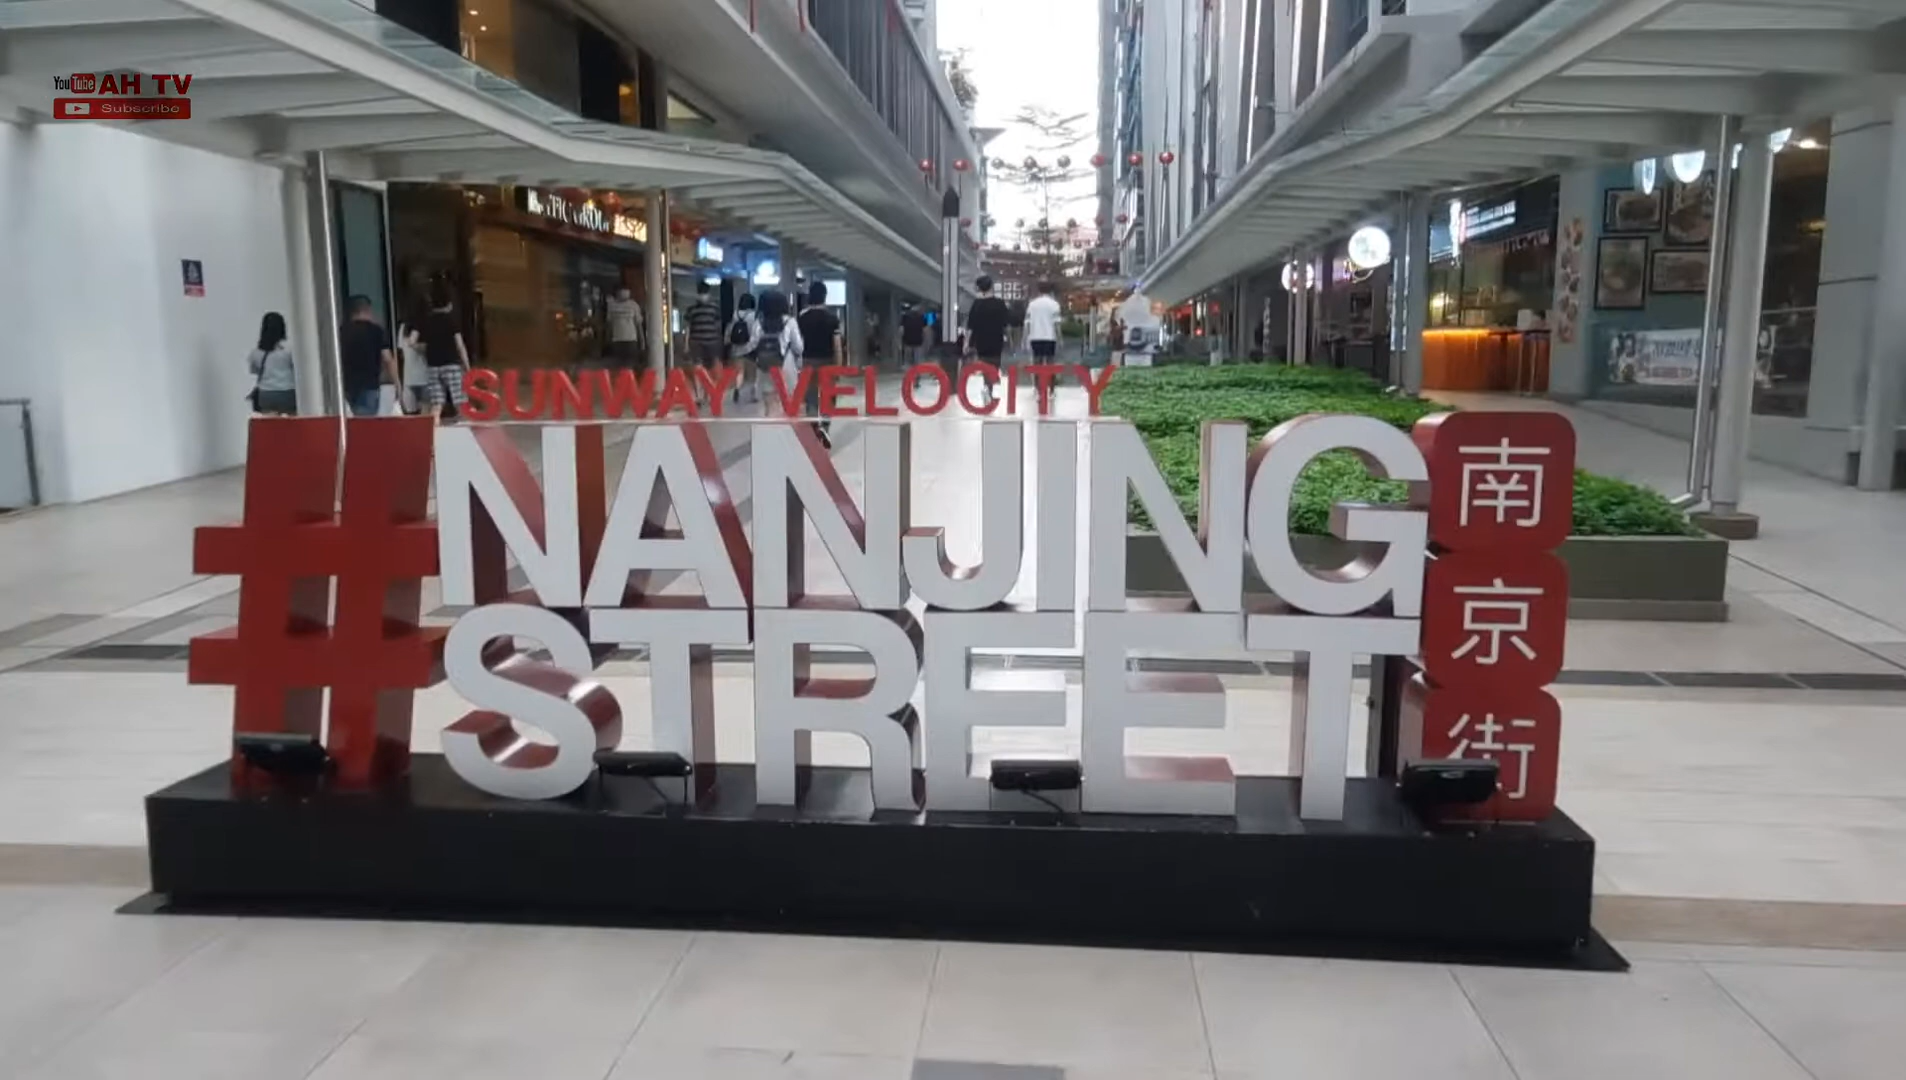 YouTube AH TV
Subscribe
SUNWAY VELOCITY
#NANJING
STREET
南
京
街